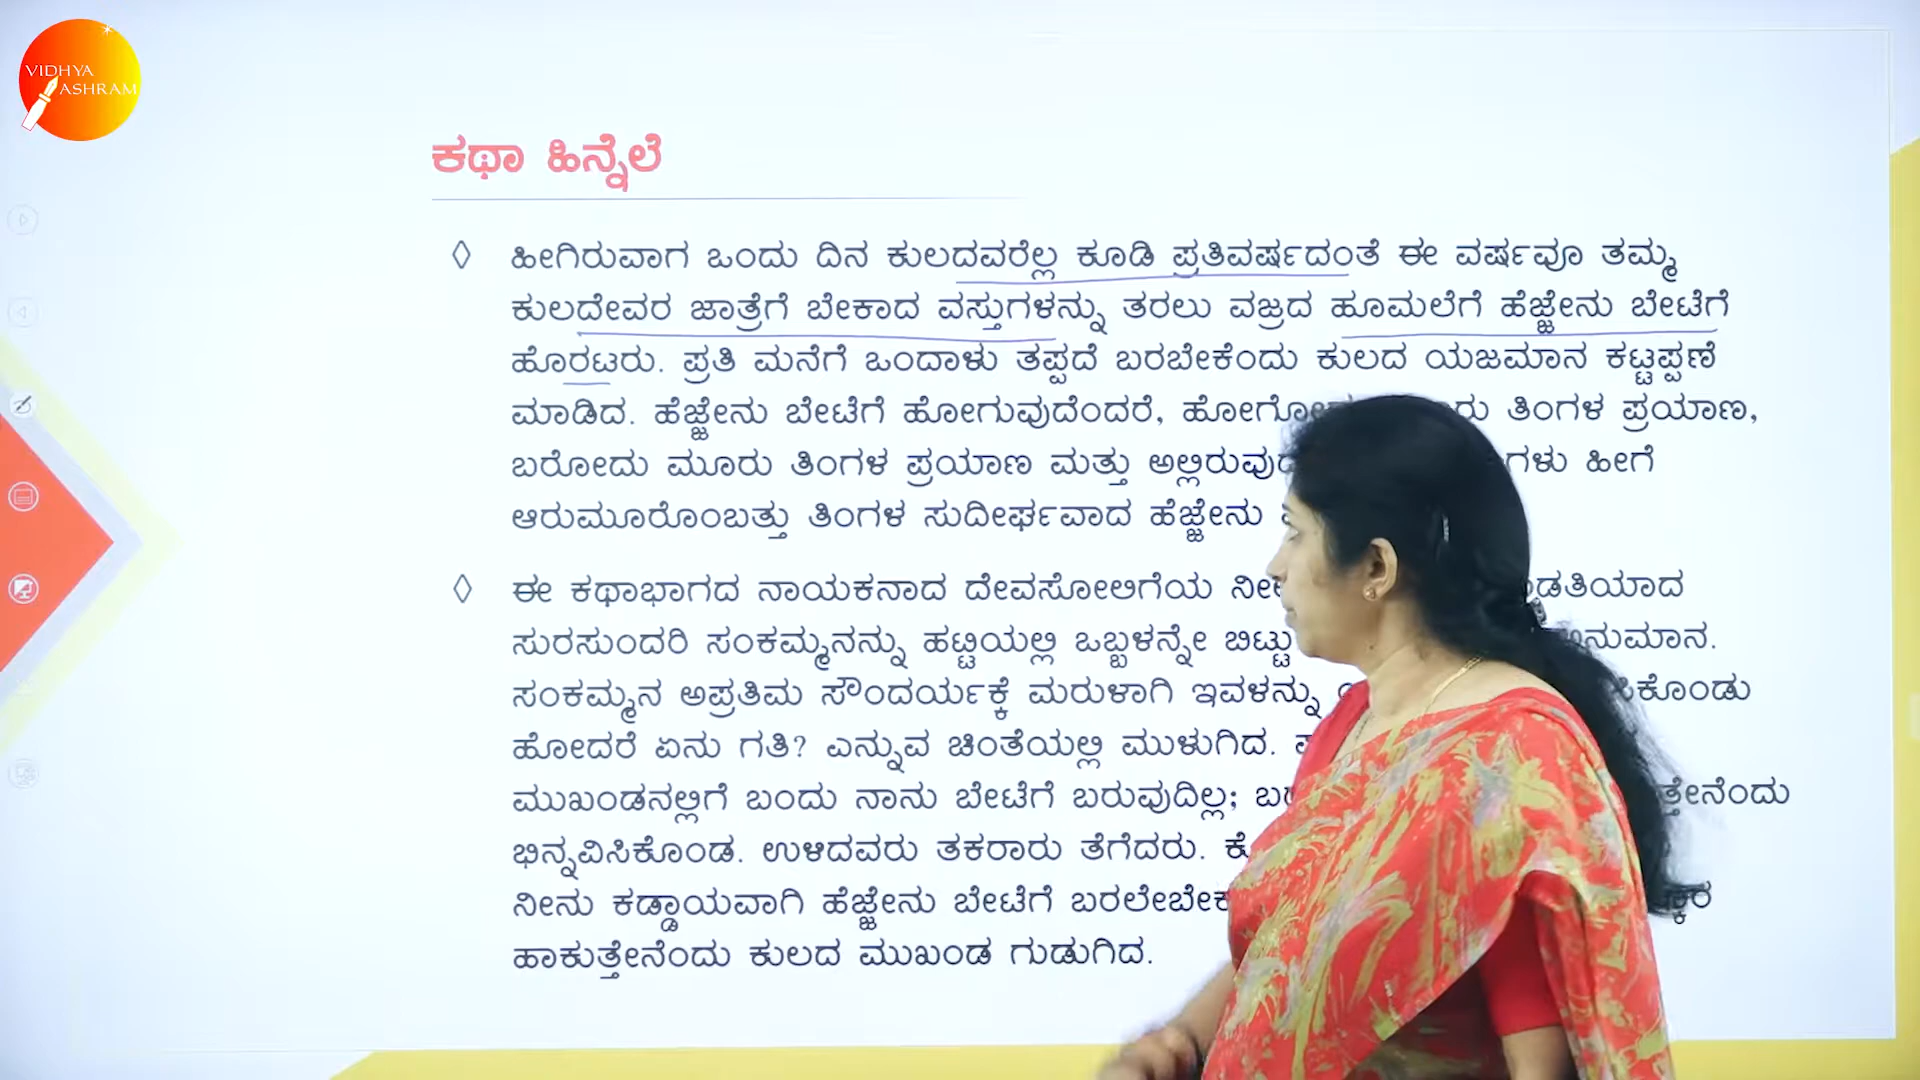 VIDHYA
ASHRAM
ಕಥಾ ಹಿನ್ನೆಲೆ
ಹೀಗಿರುವಾಗ ಒಂದು ದಿನ ಕುಲದವರೆಲ್ಲ ಕೂಡಿ ಪ್ರತಿವರ್ಷದಂತೆ ಈ ವರ್ಷವೂ ತಮ್ಮ
ಕುಲದೇವರ ಜಾತ್ರೆಗೆ ಬೇಕಾದ ವಸ್ತುಗಳನ್ನು ತರಲು ವಜ್ರದ ಹೂಮಲೆಗೆ ಹೆಜ್ಜೇನು ಬೇಟೆಗೆ
ಹೊರಟರು. ಪ್ರತಿ ಮನೆಗೆ ಒಂದಾಳು ತಪ್ಪದೆ ಬರಬೇಕೆಂದು ಕುಲದ ಯಜಮಾನ ಕಟ್ಟಪ್ಪಣೆ
ಮಾಡಿದ. ಹೆಜ್ಜೇನು ಬೇಟೆಗೆ ಹೋಗುವುದೆಂದರೆ, ತಿಂಗಳ ಪ್ರಯಾಣ,
ಬರೋದು ಮೂರು ತಿಂಗಳ ಪ್ರಯಾಣ ಮತ್ತು ಹೀಗೆ
ಆರುಮೂರೊಂಬತ್ತು ತಿಂಗಳ ಸುದೀರ್ಘವಾದ ಹೆಜ್ಜೇನು
ಈ ಕಥಾಭಾಗದ ನಾಯಕನಾದ ದೇವಸೋಲಿಗೆಯ
ಸುರಸುಂದರಿ ಸಂಕಮ್ಮನನ್ನು ಹಟ್ಟಿಯಲ್ಲಿ ಒಬ್ಬಳನ್ನೇ ಬಿಟ್ಟು
ಸಂಕಮ್ಮನ ಅಪ್ರತಿಮ ಸೌಂದರ್ಯಕ್ಕೆ ಮರುಳಾಗಿ ಇವಳನ್ನು
ಹೋದರೆ ಏನು ಗತಿ? ಎನ್ನುವ ಚಿಂತೆಯಲ್ಲಿ ಮುಳುಗಿದ.
ಮುಖಂಡನಲ್ಲಿಗೆ ಬಂದು ನಾನು ಬೇಟೆಗೆ ಬರುವುದಿಲ್ಲ;
ಭಿನ್ನವಿಸಿಕೊಂಡ. ಉಳಿದವರು ತಕರಾರು ತೆಗೆದರು.
ನೀನು ಕಡ್ಡಾಯವಾಗಿ ಹೆಜ್ಜೇನು ಬೇಟೆಗೆ
ಹಾಕುತ್ತೇನೆಂದು ಕುಲದ ಮುಖಂಡ ಗುಡುಗಿದ.